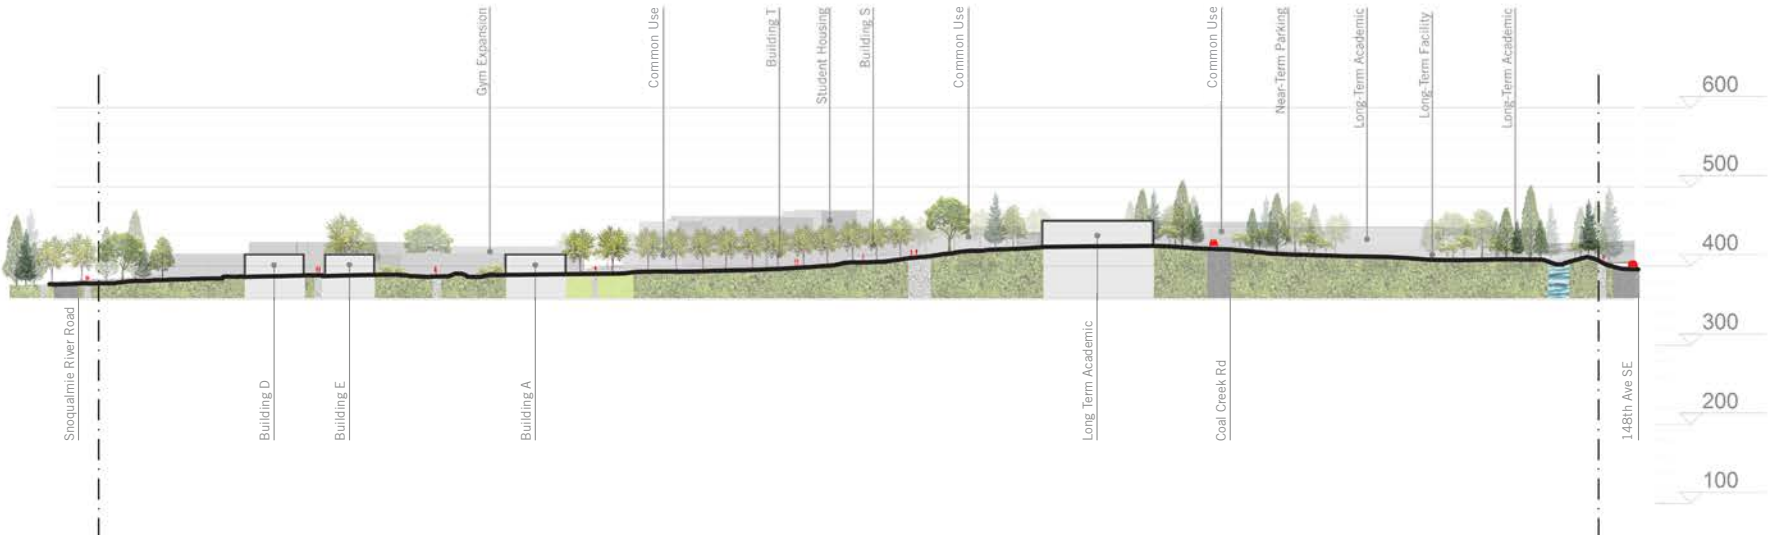 Gym Expansion
Common Use
Building T
Student Housing
Building S
Common Use
Common Use
Near-Term Parking
Long-Term Academic
Long-Term Facility
Long-Term Academic
600
500
400
300
200
100
Snoqualmie River Road
Building D
Building E
Building A
Long Term Academic
Coal Creek Rd
148th Ave SE